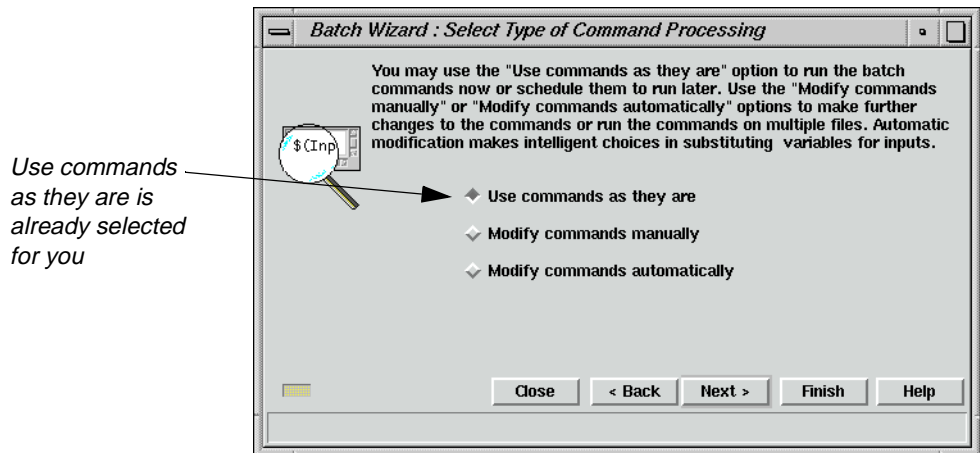 Batch Wizard : Select Type of Command Processing
You may use the "Use commands as they are" option to run the batch
commands now or schedule them to run later. Use the "Modify commands
manually" or "Modify commands automatically" options to make further
changes to the commands or run the commands on multiple files. Automatic
modification makes intelligent choices in substituting variables for inputs.
$(Inp
Use commands
as they are is
already selected
for you
Use commands as they are
Modify commands manually
Modify commands automatically
Close < Back Next > Finish Help